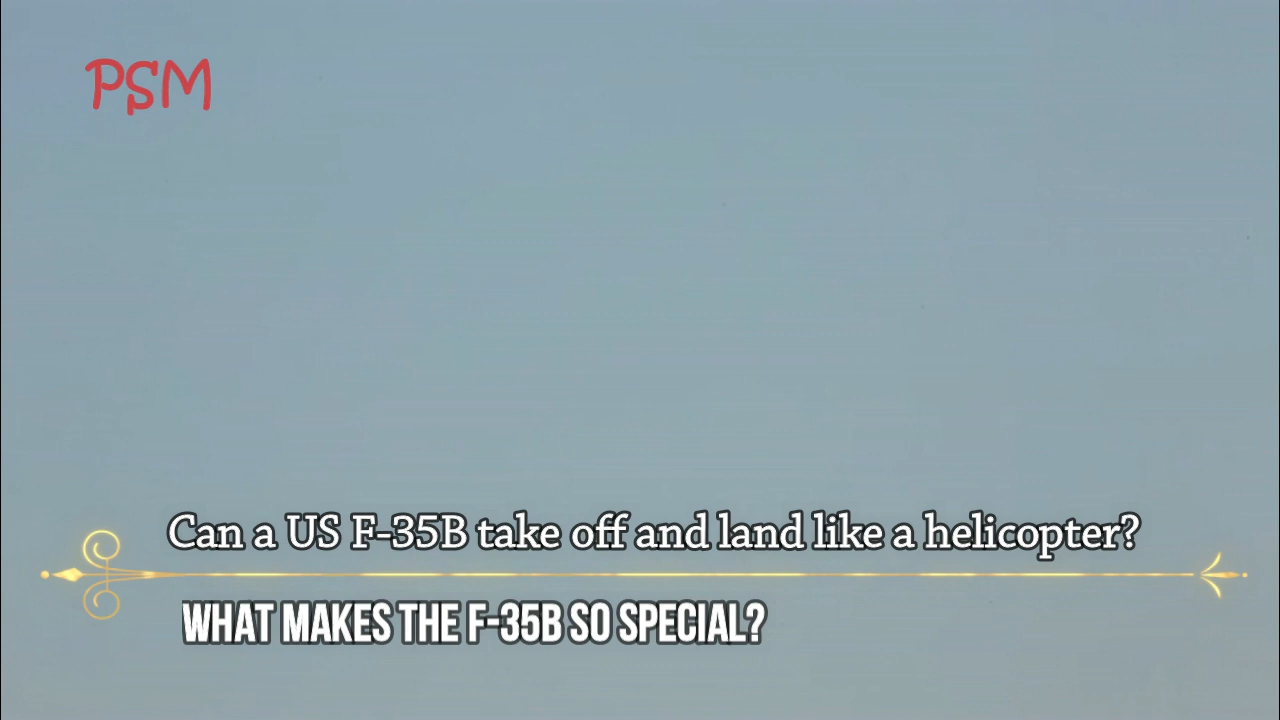 PSM
Can a US F-35B take off and land like a helicopter?
WHAT MAKES THE F-35B SO SPECIAL?